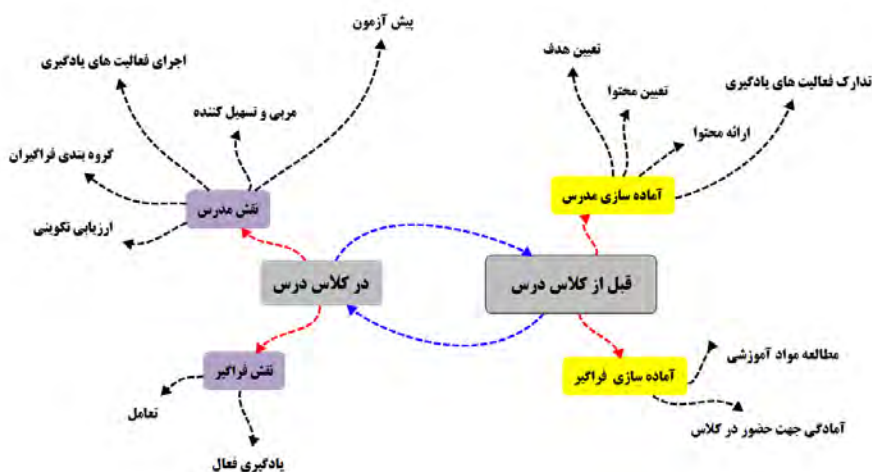 پیش آزمون
تعیین هدف
اجرای فعالیت های یادگیری
تدارک فعالیت های یادگیری
تعیین محتوا
مربی و تسهیل کننده
ارائه محتوا
گروه بندی فراگیران
آماده سازی مدرس
نقش مدرس
ارزیابی تکوینی
قبل از کلاس درس
در کلاس درس
مطالعه مواد آموزشی
آماده سازی فراگیر
نقش فراگیر
تعامل
آمادگی جهت حضور در کلاس
یادگیری فعال